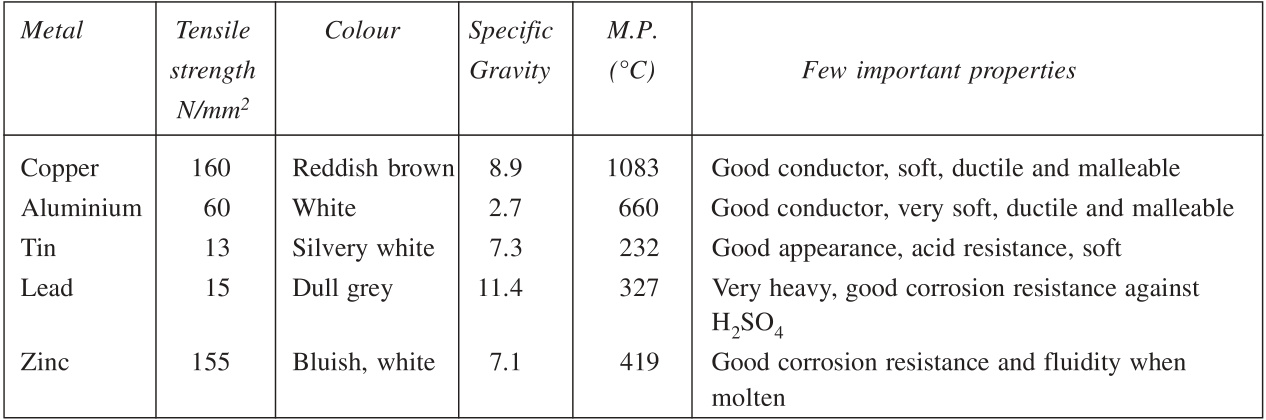 Metal Tensile Colour Specific M.P.
strength Gravity (°C) Few important properties
N/mm²
Copper 160 Reddish brown 8.9 1083 Good conductor, soft, ductile and malleable
Aluminium 60 White 2.7 660 Good conductor, very soft, ductile and malleable
Tin 13 Silvery white 7.3 232 Good appearance, acid resistance, soft
Lead 15 Dull grey 11.4 327 Very heavy, good corrosion resistance against
H₂SO₄
Zinc 155 Bluish, white 7.1 419 Good corrosion resistance and fluidity when
molten